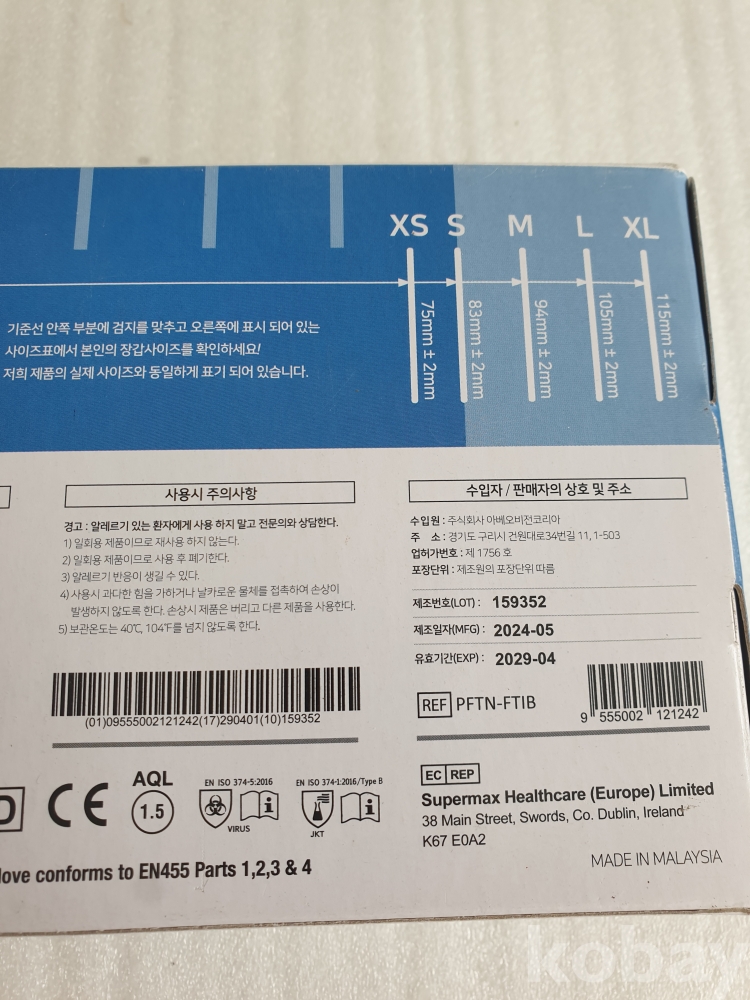 XS S M L XL
75mm ± 2mm
83mm ± 2mm
94mm ± 2mm
105mm ± 2mm
115mm ± 2mm
기준선 안쪽 부분에 검지를 맞추고 오른쪽에 표시 되어 있는
사이즈표에서 본인의 장갑사이즈를 확인하세요!
저희 제품의 실제 사이즈와 동일하게 표기 되어 있습니다.
사용시 주의사항
경고 : 알레르기 있는 환자에게 사용 하지 말고 전문의와 상담한다.
1) 일회용 제품이므로 재사용 하지 않는다.
2) 일회용 제품이므로 사용 후 폐기한다.
3) 알레르기 반응이 생길 수 있다.
4) 사용시 과다한 힘을 가하거나 날카로운 물체를 접촉하여 손상이
발생하지 않도록 한다. 손상시 제품은 버리고 다른 제품을 사용한다.
5) 보관온도는 40℃, 104℉를 넘지 않도록 한다.
(01)09555002121242(17)290401(10)159352
수입자 / 판매자의 상호 및 주소
수입원 : 주식회사 아베오비전코리아
주 소 : 경기도 구리시 건원대로34번길 11, 1-503
업허가번호 : 제 1756 호
포장단위 : 제조원의 포장단위 따름
제조번호(LOT) : 159352
제조일자(MFG) : 2024-05
유효기간(EXP) : 2029-04
REF PFTN-FTIB
9 555002 121242
CE
AQL
1.5
EN ISO 374-5:2016
VIRUS
EN ISO 374-1:2016/Type B
JKT
EC REP
Supermax Healthcare (Europe) Limited
38 Main Street, Swords, Co. Dublin, Ireland
K67 E0A2
love conforms to EN455 Parts 1,2,3 & 4
MADE IN MALAYSIA
kobay